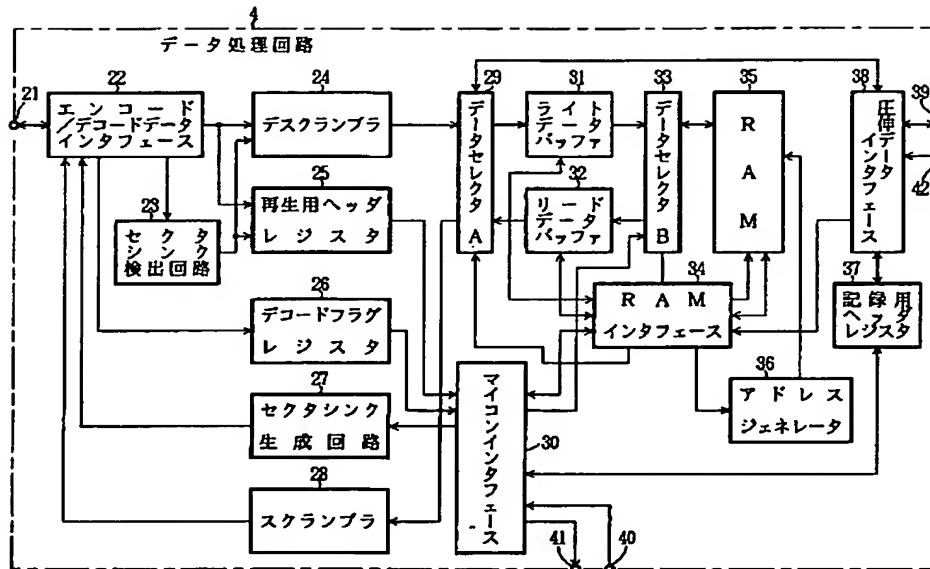 4
データ処理回路
21
22
エンコード
/デコードデータ
インタフェース
23
セクタ
シンク
検出回路
24
デスクランブラ
25
再生用ヘッダ
レジスタ
26
デコードフラグ
レジスタ
27
セクタシンク
生成回路
28
スクランブラ
29
データセレクタA
30
マイコンインタフェース
31
ライト
データ
バッファ
32
リード
データ
バッファ
33
データセレクタB
34
RAM
インタフェース
35
RAM
36
アドレス
ジェネレータ
37
記録用
ヘッダ
レジスタ
38
圧伸データ
インタフェース
39
42
41
40